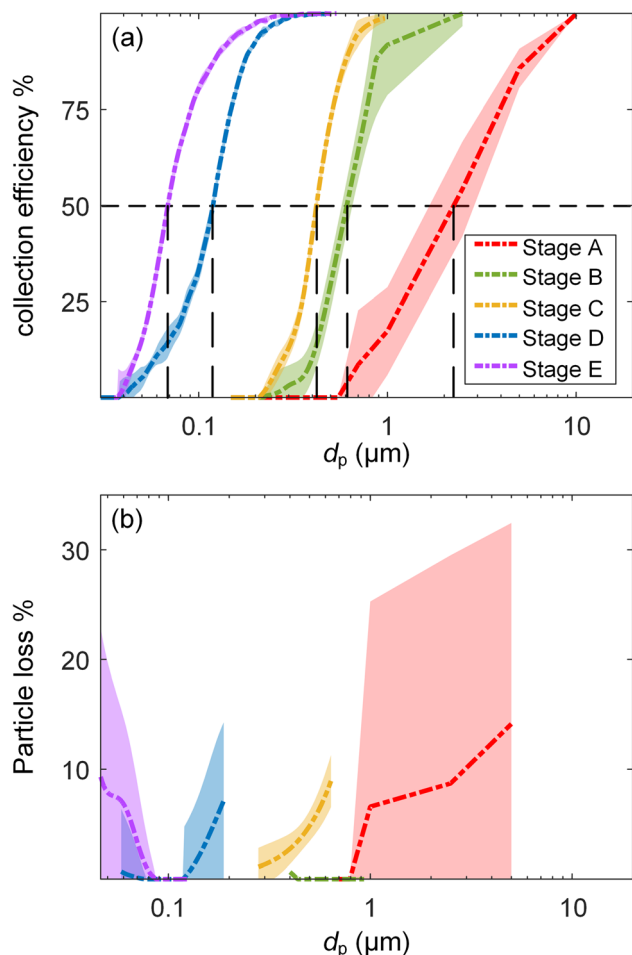 (a)
collection efficiency %
75
50
25
Stage A
Stage B
Stage C
Stage D
Stage E
0.1
1
10
dp (µm)
(b)
Particle loss %
30
20
10
0.1
1
10
dp (µm)